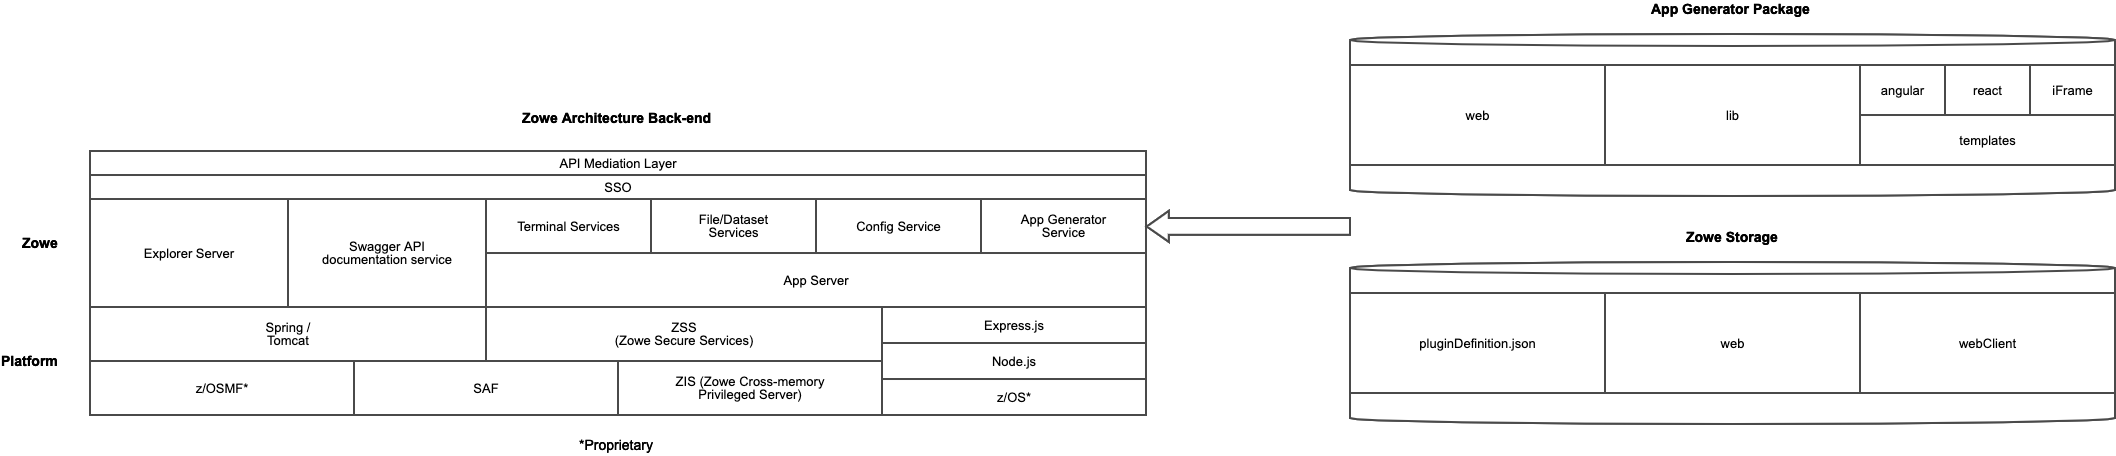 App Generator Package
web
lib
angular
react
iFrame
templates
Zowe Architecture Back-end
API Mediation Layer
SSO
Zowe
Explorer Server
Swagger API
documentation service
Terminal Services
File/Dataset
Services
Config Service
App Generator
Service
App Server
Platform
Spring /
Tomcat
ZSS
(Zowe Secure Services)
Express.js
Node.js
z/OSMF*
SAF
ZIS (Zowe Cross-memory
Privileged Server)
z/OS*
*Proprietary
Zowe Storage
pluginDefinition.json
web
webClient